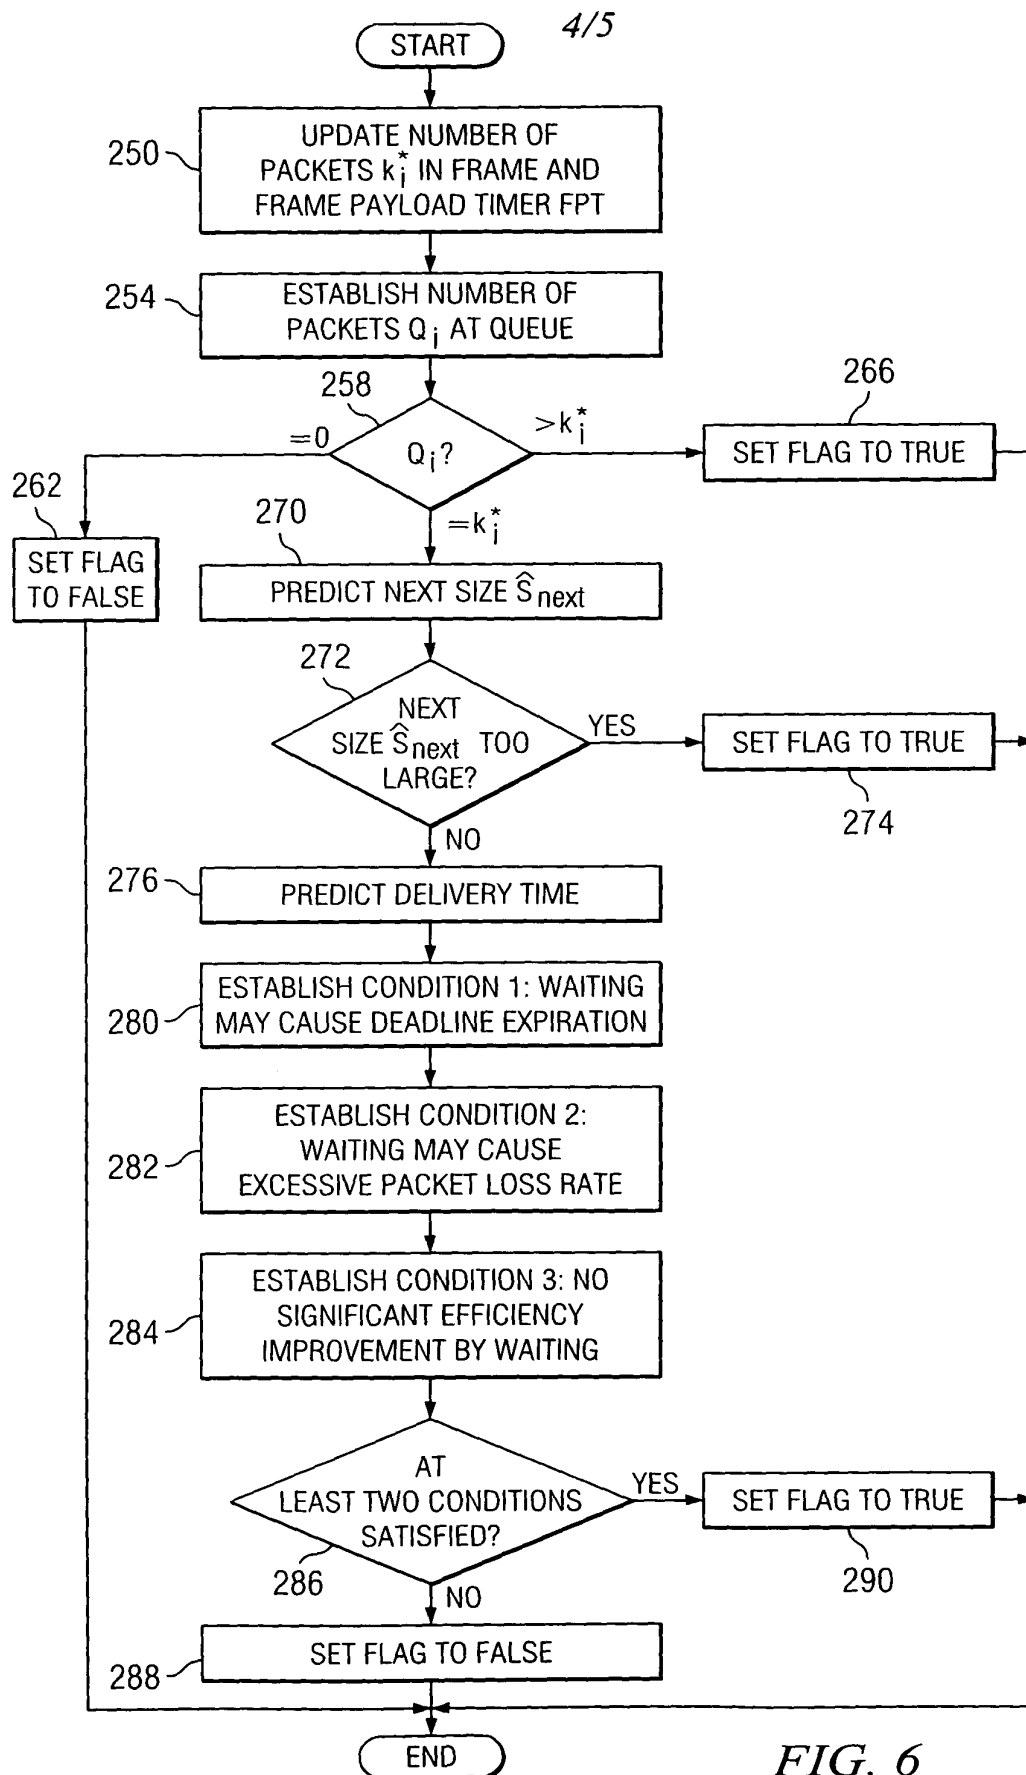 4/5
START
250
UPDATE NUMBER OF
PACKETS k*i IN FRAME AND
FRAME PAYLOAD TIMER FPT
254
ESTABLISH NUMBER OF
PACKETS Qi AT QUEUE
258
=0
Qi?
>k*i
266
SET FLAG TO TRUE
262
SET FLAG
TO FALSE
=k*i
270
PREDICT NEXT SIZE Ŝnext
272
NEXT
SIZE Ŝnext TOO
LARGE?
YES
SET FLAG TO TRUE
274
NO
276
PREDICT DELIVERY TIME
280
ESTABLISH CONDITION 1: WAITING
MAY CAUSE DEADLINE EXPIRATION
282
ESTABLISH CONDITION 2:
WAITING MAY CAUSE
EXCESSIVE PACKET LOSS RATE
284
ESTABLISH CONDITION 3: NO
SIGNIFICANT EFFICIENCY
IMPROVEMENT BY WAITING
AT
LEAST TWO CONDITIONS
SATISFIED?
286
YES
SET FLAG TO TRUE
290
NO
288
SET FLAG TO FALSE
END
FIG. 6